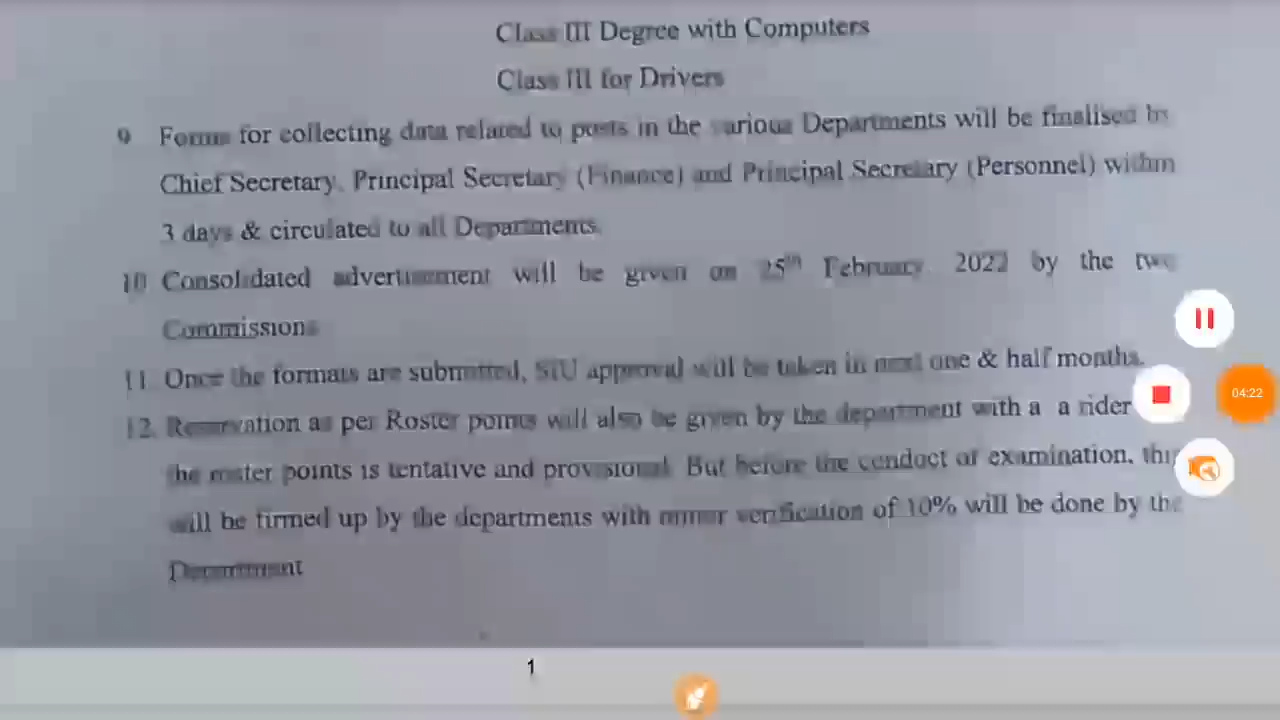 Class III Degree with Computers
Class III for Drivers
9 Forms for collecting data related to posts in the various Departments will be finalised by
Chief Secretary, Principal Secretary (Finance) and Principal Secretary (Personnel) within
3 days & circulated to all Departments.
10 Consolidated advertisement will be given on 25th February 2022 by the two
Commissions
11. Once the formats are submitted, SIU approval will be taken in next one & half months.
12. Reservation as per Roster points will also be given by the department with a a rider
the roster points is tentative and provisional. But before the conduct of examination, this
will be firmed up by the departments with minor verification of 10% will be done by the
Department
04:22
1